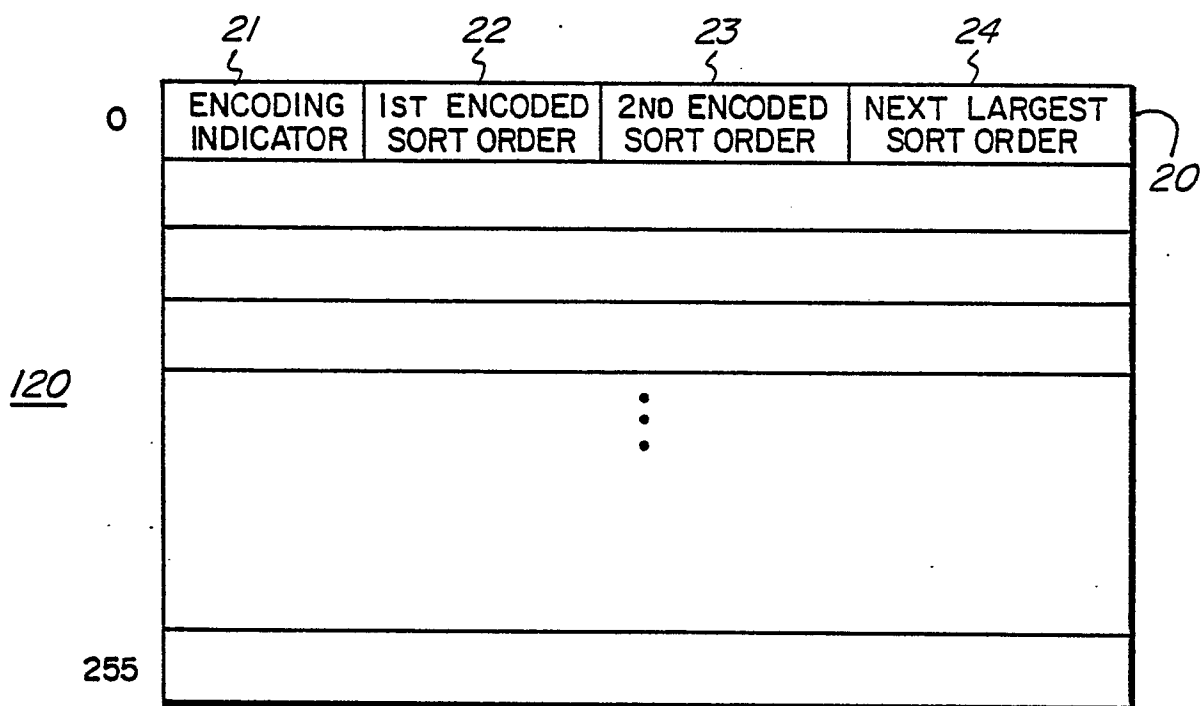 21 22 23 24
0 ENCODING INDICATOR 1ST ENCODED SORT ORDER 2ND ENCODED SORT ORDER NEXT LARGEST SORT ORDER
20
120
255